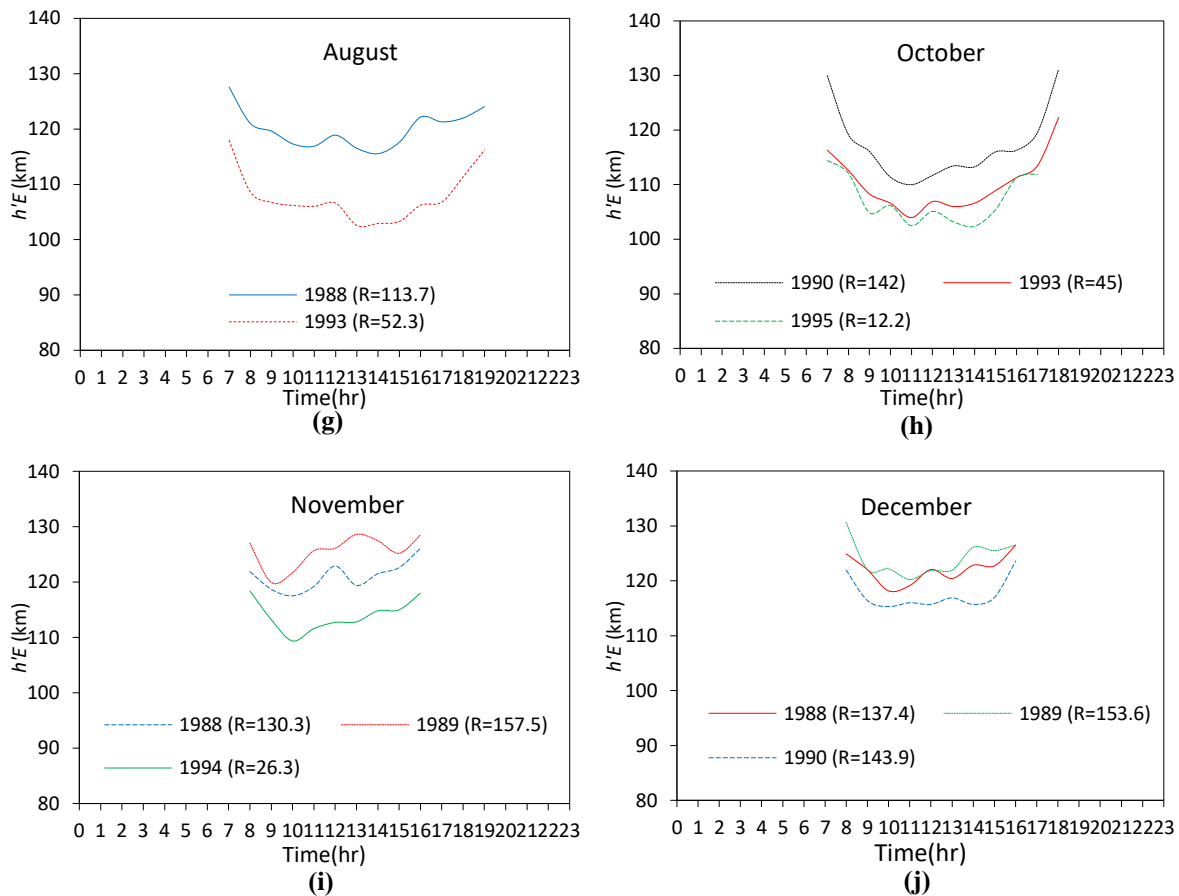 August
140
130
120
110
100
90
80
h'E (km)
1988 (R=113.7)
1993 (R=52.3)
0 1 2 3 4 5 6 7 8 9 1011121314151617181920212223
Time(hr)
(g)
October
140
130
120
110
100
90
80
h'E (km)
1990 (R=142) 1993 (R=45)
1995 (R=12.2)
0 1 2 3 4 5 6 7 8 9 1011121314151617181920212223
Time(hr)
(h)
November
140
130
120
110
100
90
80
h'E (km)
1988 (R=130.3) 1989 (R=157.5)
1994 (R=26.3)
0 1 2 3 4 5 6 7 8 9 1011121314151617181920212223
Time(hr)
(i)
December
140
130
120
110
100
90
80
h'E (km)
1988 (R=137.4) 1989 (R=153.6)
1990 (R=143.9)
0 1 2 3 4 5 6 7 8 9 1011121314151617181920212223
Time(hr)
(j)